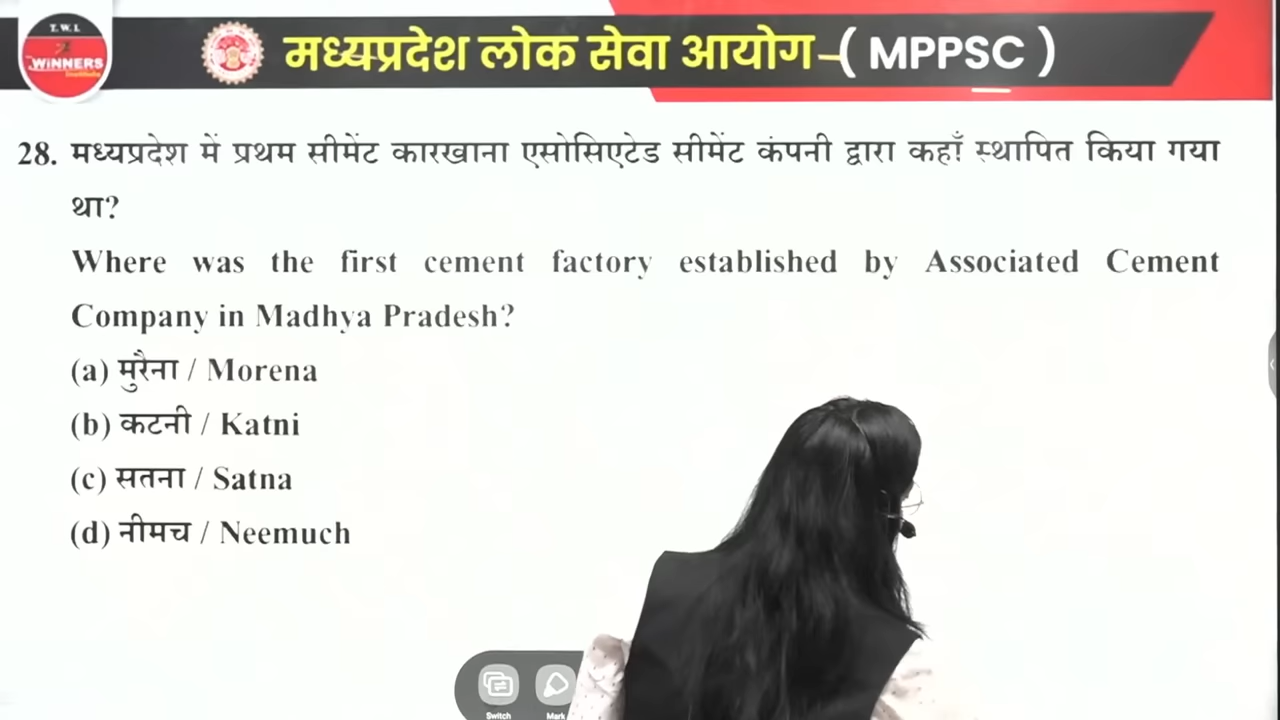 T. W. I.
WiNNERS
मध्यप्रदेश लोक सेवा आयोग–( MPPSC )
28. मध्यप्रदेश में प्रथम सीमेंट कारखाना एसोसिएटेड सीमेंट कंपनी द्वारा कहाँ स्थापित किया गया
था?
Where was the first cement factory established by Associated Cement
Company in Madhya Pradesh?
(a) मुरैना / Morena
(b) कटनी / Katni
(c) सतना / Satna
(d) नीमच / Neemuch
Switch
Mark